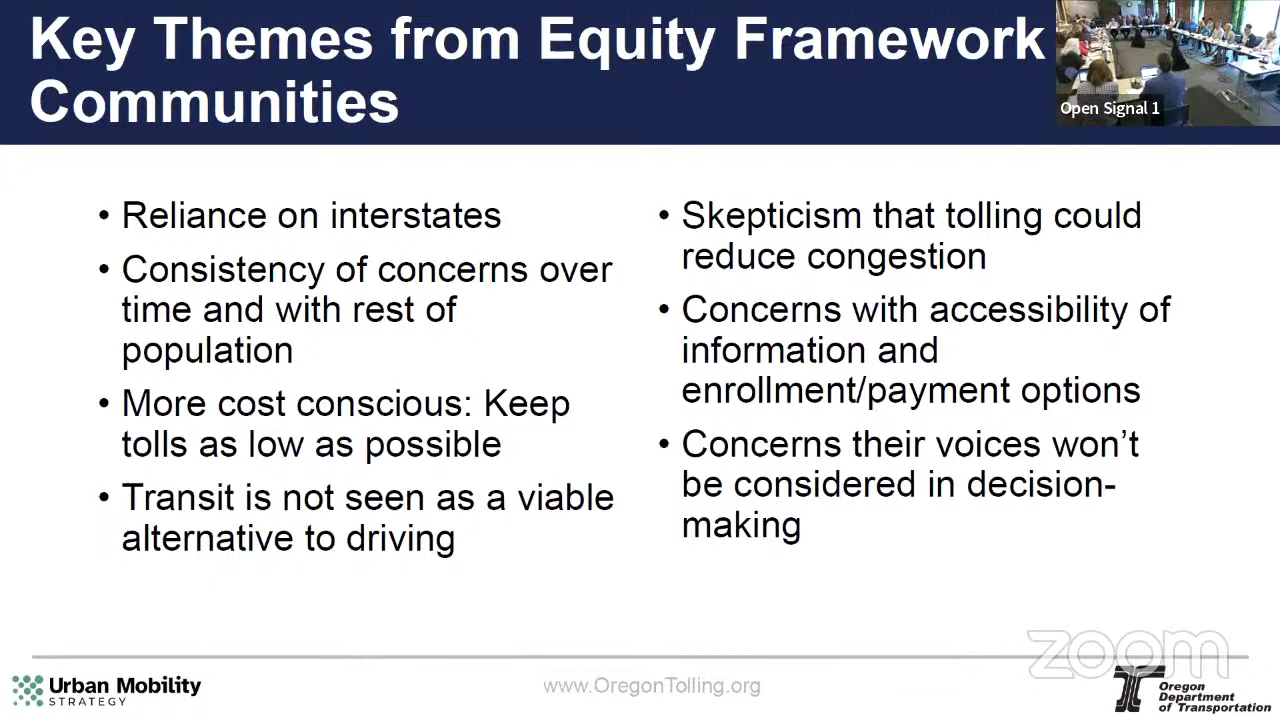 Key Themes from Equity Framework
Communities
Open Signal 1
• Reliance on interstates
• Consistency of concerns over
time and with rest of
population
• More cost conscious: Keep
tolls as low as possible
• Transit is not seen as a viable
alternative to driving
• Skepticism that tolling could
reduce congestion
• Concerns with accessibility of
information and
enrollment/payment options
• Concerns their voices won’t
be considered in decision-
making
zoom
Urban Mobility
STRATEGY
www.OregonTolling.org
Oregon
Department
of Transportation